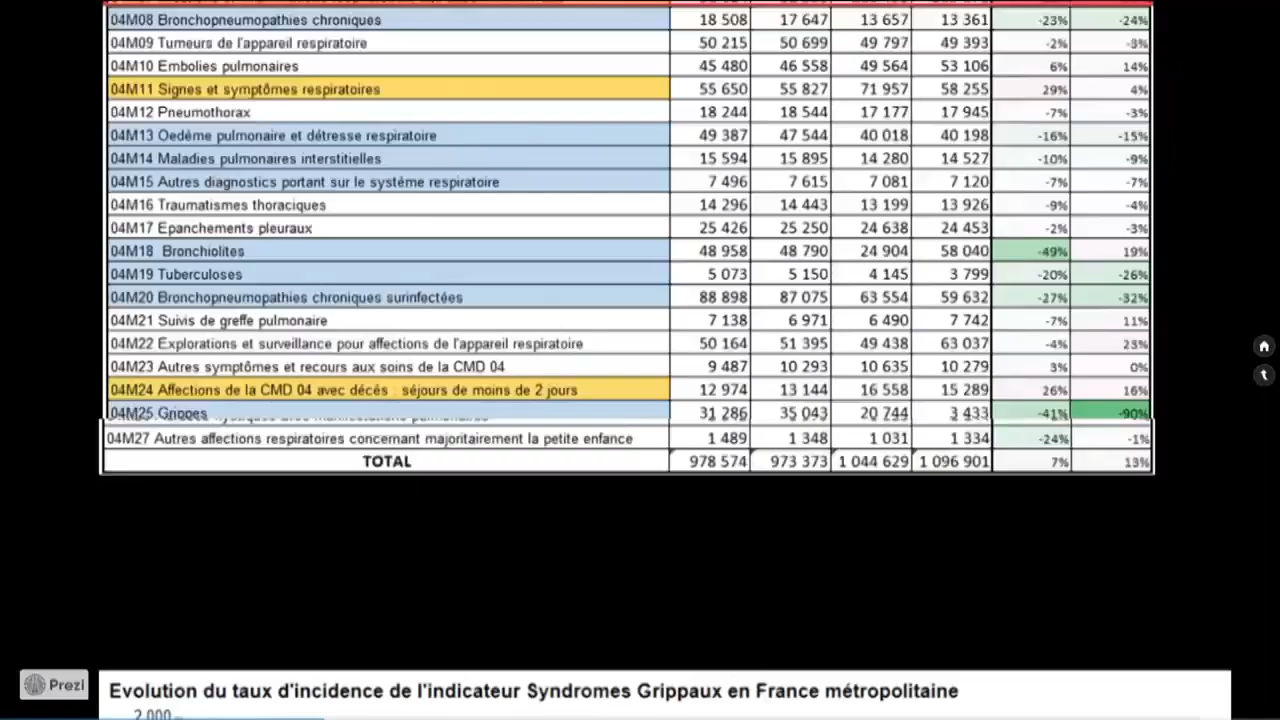 04M08 Bronchopneumopathies chroniques 18 508 17 647 13 657 13 361 -23% -24%
04M09 Tumeurs de l'appareil respiratoire 50 215 50 699 49 797 49 393 -2% -3%
04M10 Embolies pulmonaires 45 480 46 558 49 564 53 106 6% 14%
04M11 Signes et symptômes respiratoires 55 650 55 827 71 957 58 255 29% 4%
04M12 Pneumothorax 18 244 18 544 17 177 17 945 -7% -3%
04M13 Oedème pulmonaire et détresse respiratoire 49 387 47 544 40 018 40 198 -16% -15%
04M14 Maladies pulmonaires interstitielles 15 594 15 895 14 280 14 527 -10% -9%
04M15 Autres diagnostics portant sur le système respiratoire 7 496 7 615 7 081 7 120 -7% -7%
04M16 Traumatismes thoraciques 14 296 14 443 13 199 13 926 -9% -4%
04M17 Epanchements pleuraux 25 426 25 250 24 638 24 453 -2% -3%
04M18 Bronchiolites 48 958 48 790 24 904 58 040 -49% 19%
04M19 Tuberculoses 5 073 5 150 4 145 3 799 -20% -26%
04M20 Bronchopneumopathies chroniques surinfectées 88 898 87 075 63 554 59 632 -27% -32%
04M21 Suivis de greffe pulmonaire 7 138 6 971 6 490 7 742 -7% 11%
04M22 Explorations et surveillance pour affections de l'appareil respiratoire 50 164 51 395 49 438 63 037 -4% 23%
04M23 Autres symptômes et recours aux soins de la CMD 04 9 487 10 293 10 635 10 279 3% 0%
04M24 Affections de la CMD 04 avec décès : séjours de moins de 2 jours 12 974 13 144 16 558 15 289 26% 16%
04M25 Grippes 31 286 35 043 20 744 3 433 -41% -90%
04M27 Autres affections respiratoires concernant majoritairement la petite enfance 1 489 1 348 1 031 1 334 -24% -1%
TOTAL 978 574 973 373 1 044 629 1 096 901 7% 13%
Prezi
Evolution du taux d'incidence de l'indicateur Syndromes Grippaux en France métropolitaine
2,000